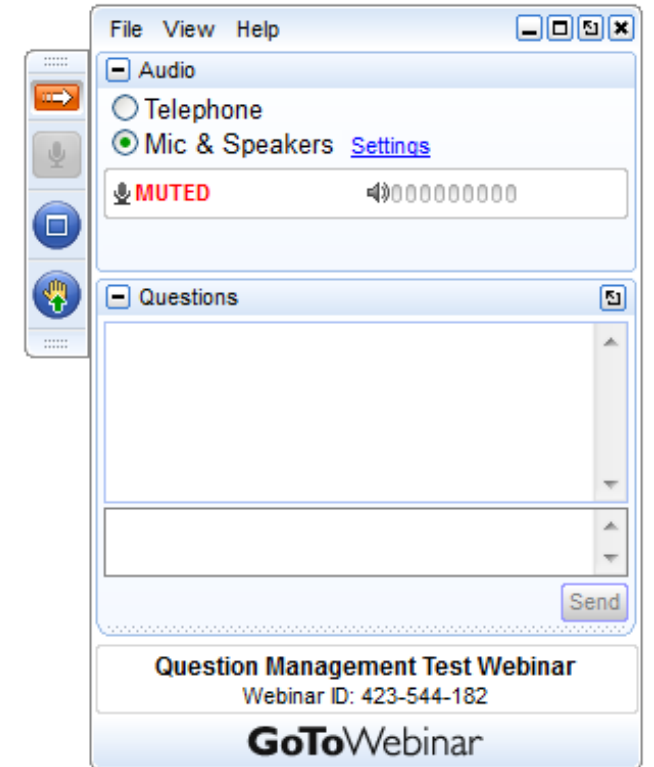 File View Help
Audio
Telephone
Mic & Speakers Settings
MUTED 000000000
Questions
Send
Question Management Test Webinar
Webinar ID: 423-544-182
GoToWebinar